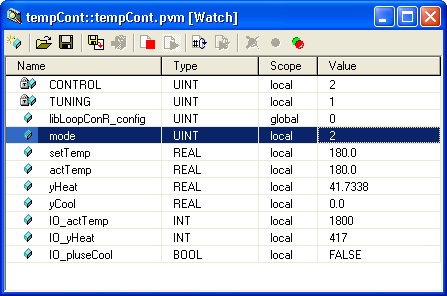 tempCont::tempCont.pvm [Watch]
Name Type Scope Value
CONTROL UINT local 2
TUNING UINT local 1
libLoopConR_config UINT global 0
mode UINT local 2
setTemp REAL local 180.0
actTemp REAL local 180.0
yHeat REAL local 41.7338
yCool REAL local 0.0
IO_actTemp INT local 1800
IO_yHeat INT local 417
IO_pluseCool BOOL local FALSE